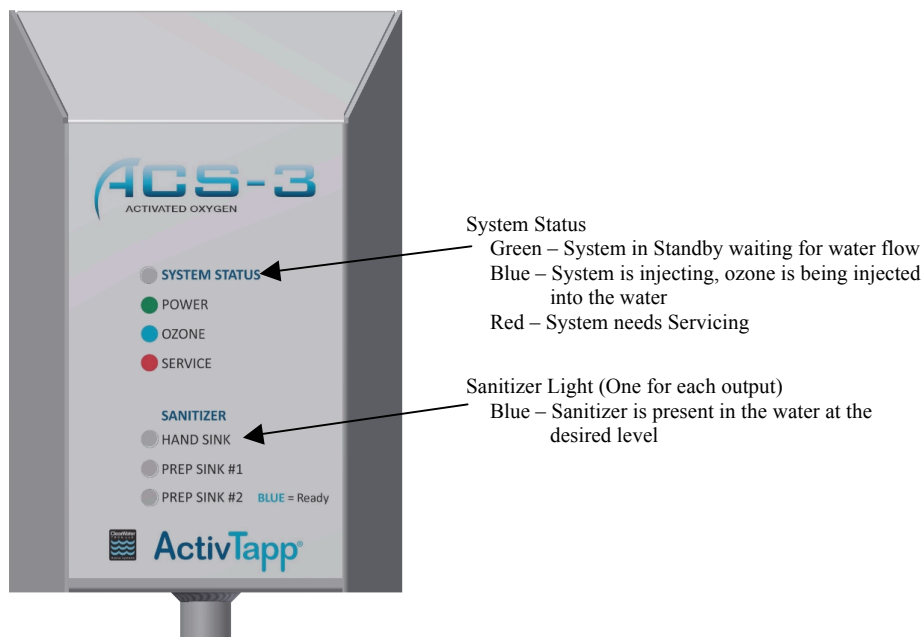 ACS-3
ACTIVATED OXYGEN
SYSTEM STATUS
POWER
OZONE
SERVICE
SANITIZER
HAND SINK
PREP SINK #1
PREP SINK #2 BLUE = Ready
ActivTapp®
System Status
Green – System in Standby waiting for water flow
Blue – System is injecting, ozone is being injected
into the water
Red – System needs Servicing
Sanitizer Light (One for each output)
Blue – Sanitizer is present in the water at the
desired level